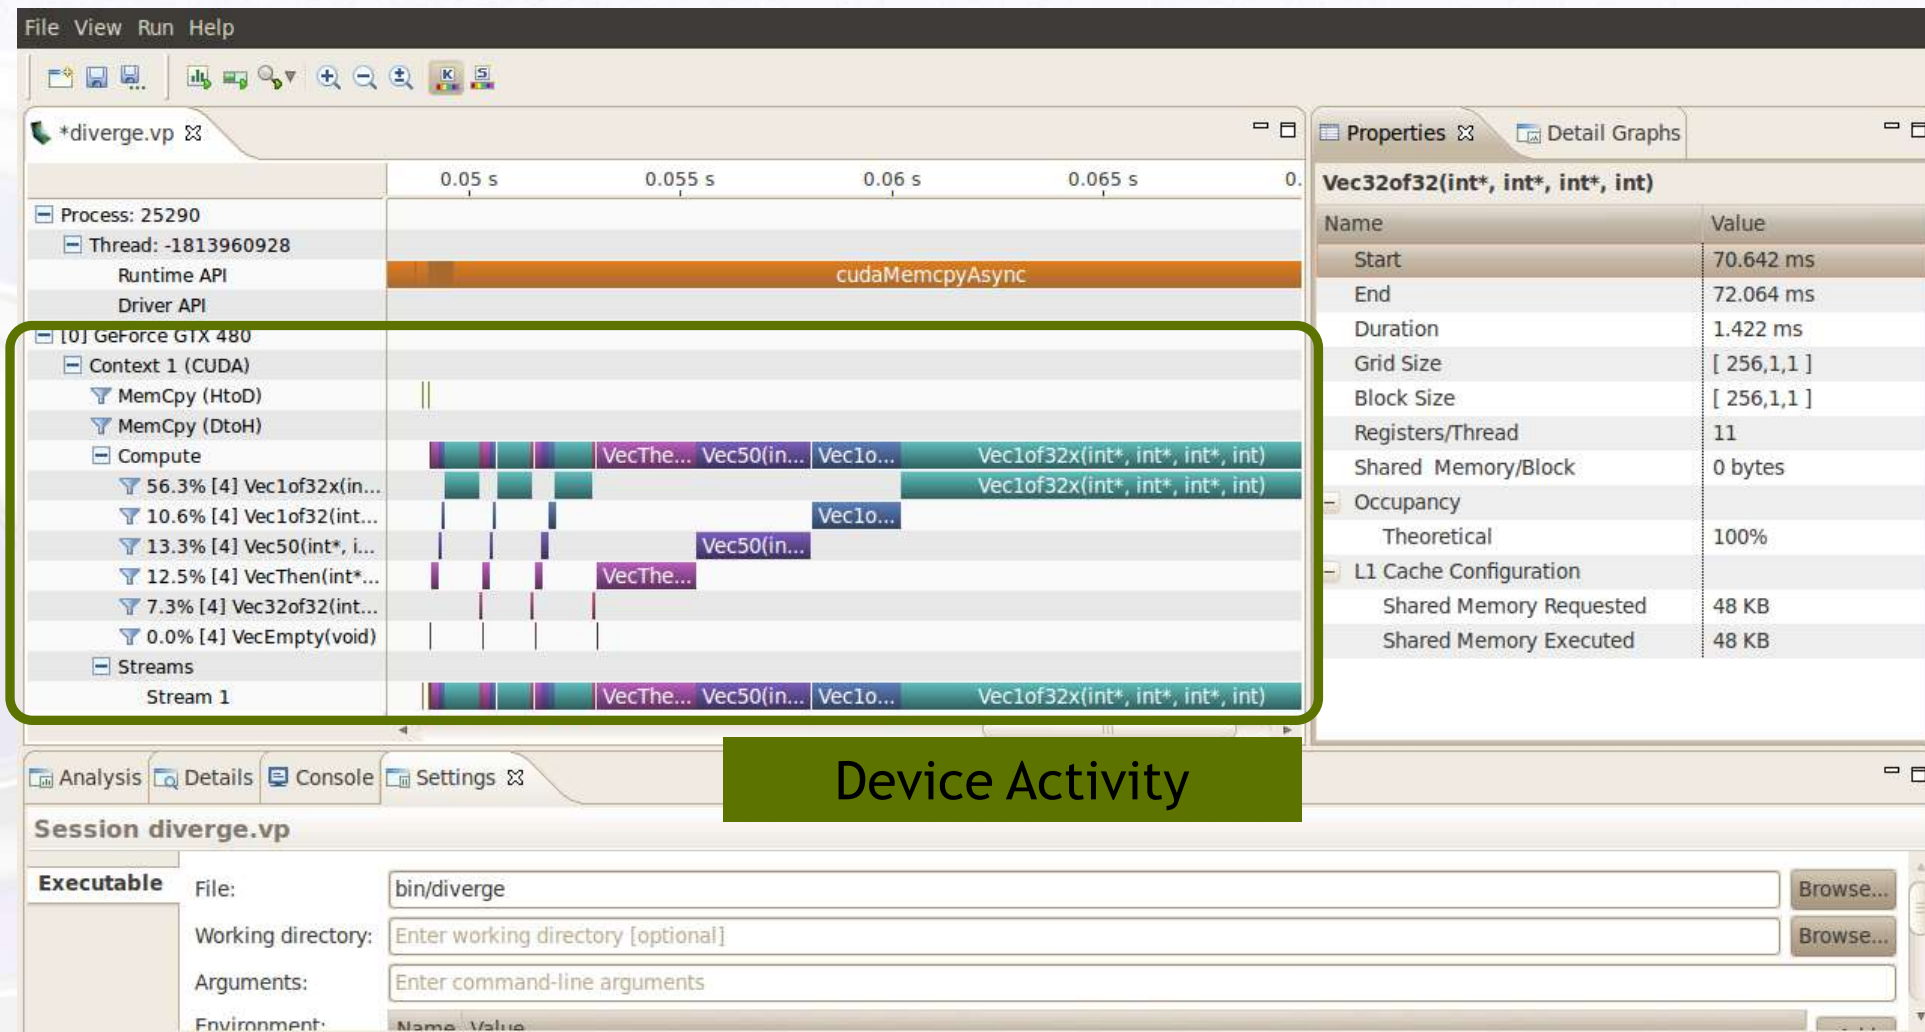 File View Run Help
*diverge.vp
0.05 s 0.055 s 0.06 s 0.065 s 0.
Process: 25290
Thread: -1813960928
Runtime API cudaMemcpyAsync
Driver API
[0] GeForce GTX 480
Context 1 (CUDA)
MemCpy (HtoD)
MemCpy (DtoH)
Compute VecThe... Vec50(in... Vec1o... Vec1of32x(int*, int*, int*, int)
56.3% [4] Vec1of32x(in... Vec1of32x(int*, int*, int*, int)
10.6% [4] Vec1of32(int... Vec1o...
13.3% [4] Vec50(int*, i... Vec50(in...
12.5% [4] VecThen(int*... VecThe...
7.3% [4] Vec32of32(int...
0.0% [4] VecEmpty(void)
Streams
Stream 1 VecThe... Vec50(in... Vec1o... Vec1of32x(int*, int*, int*, int)
Properties Detail Graphs
Vec32of32(int*, int*, int*, int)
Name Value
Start 70.642 ms
End 72.064 ms
Duration 1.422 ms
Grid Size [ 256,1,1 ]
Block Size [ 256,1,1 ]
Registers/Thread 11
Shared Memory/Block 0 bytes
Occupancy
Theoretical 100%
L1 Cache Configuration
Shared Memory Requested 48 KB
Shared Memory Executed 48 KB
Device Activity
Analysis Details Console Settings
Session diverge.vp
Executable
File: bin/diverge Browse...
Working directory: Enter working directory [optional] Browse...
Arguments: Enter command-line arguments
Environment: Name Value